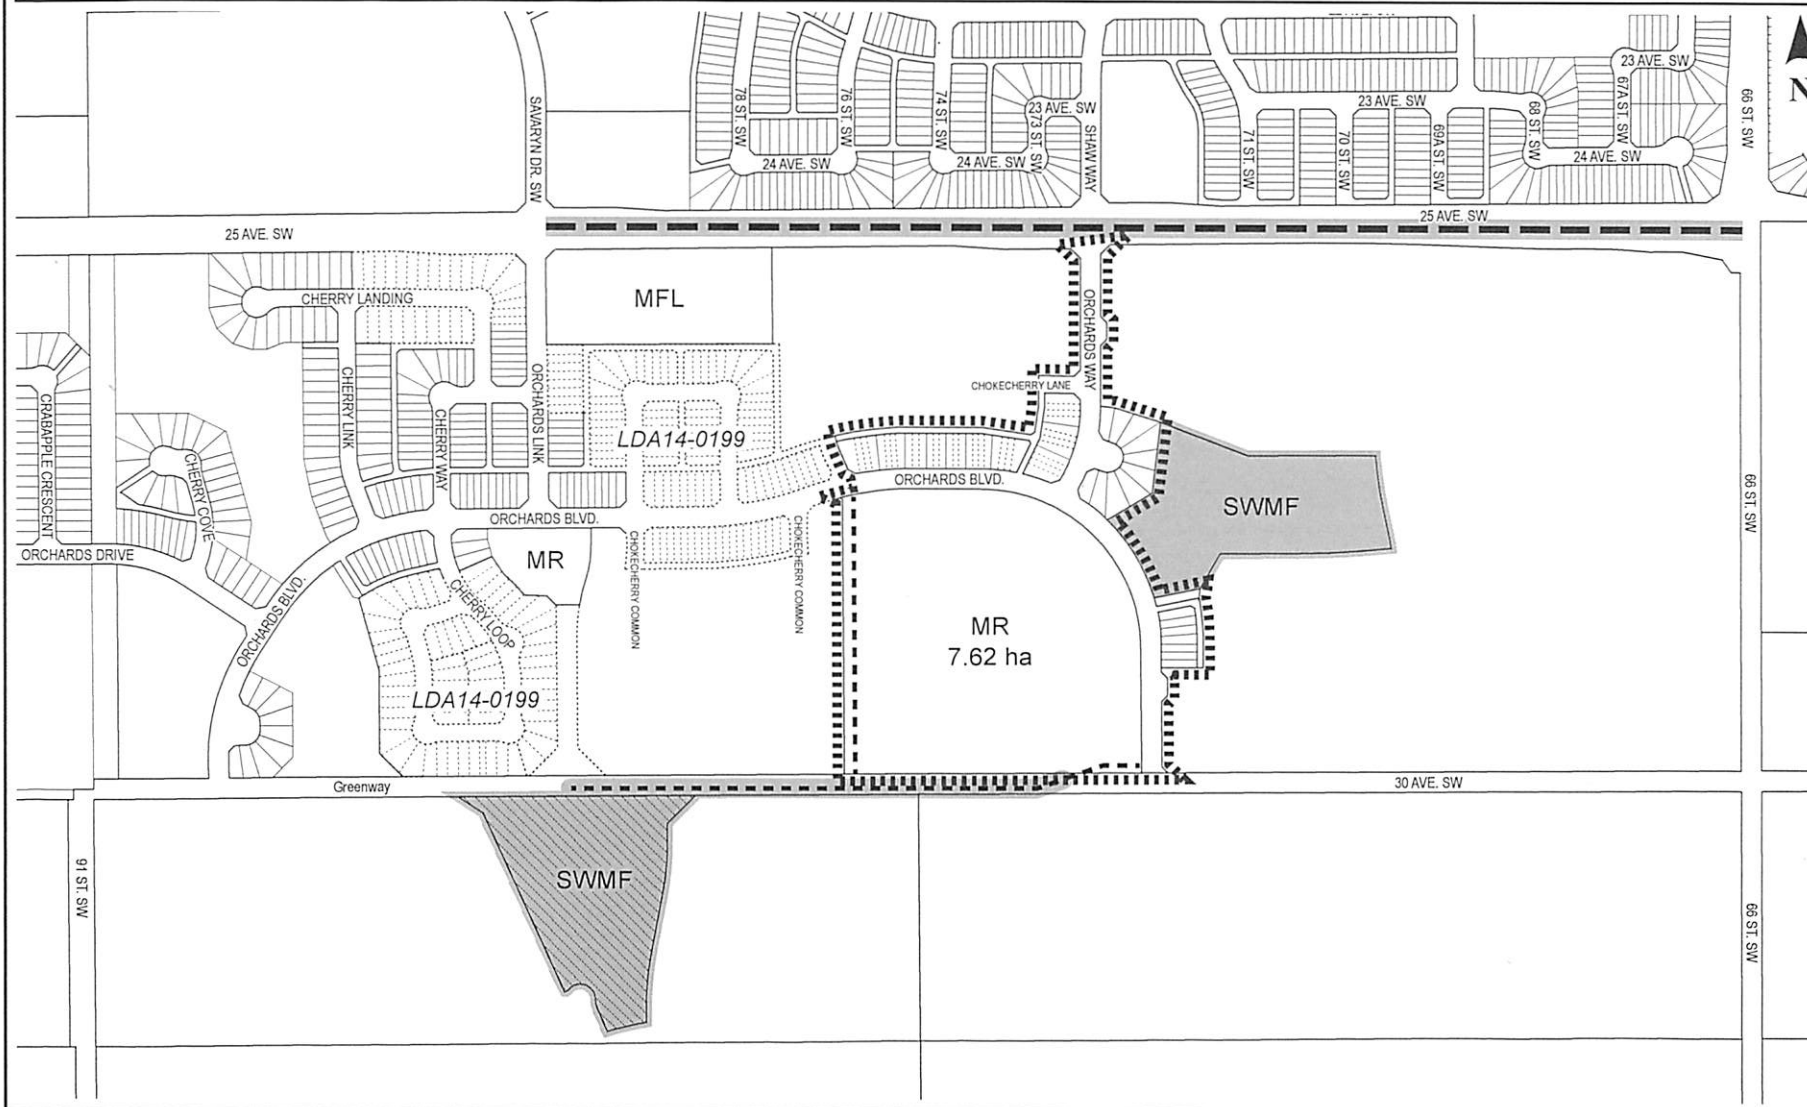 N
SAVARYN DR. SW
78 ST. SW
76 ST. SW
74 ST. SW
23 AVE. SW
73 ST. SW
SHAW WAY
24 AVE. SW
24 AVE. SW
71 ST. SW
70 ST. SW
69A ST. SW
68 ST. SW
67A ST. SW
23 AVE. SW
23 AVE. SW
24 AVE. SW
66 ST. SW
25 AVE. SW
25 AVE. SW
CHERRY LANDING
MFL
ORCHARDS WAY
CHOKECHERRY LANE
CRABAPPLE CRESCENT
CHERRY LINK
CHERRY WAY
ORCHARDS LINK
LDA14-0199
CHERRY COVE
ORCHARDS BLVD.
SWMF
66 ST. SW
ORCHARDS BLVD.
ORCHARDS DRIVE
MR
CHOKECHERRY COMMON
CHOKECHERRY COMMON
ORCHARDS BLVD.
CHERRY LOOP
MR
7.62 ha
LDA14-0199
Greenway
30 AVE. SW
91 ST. SW
SWMF
66 ST. SW